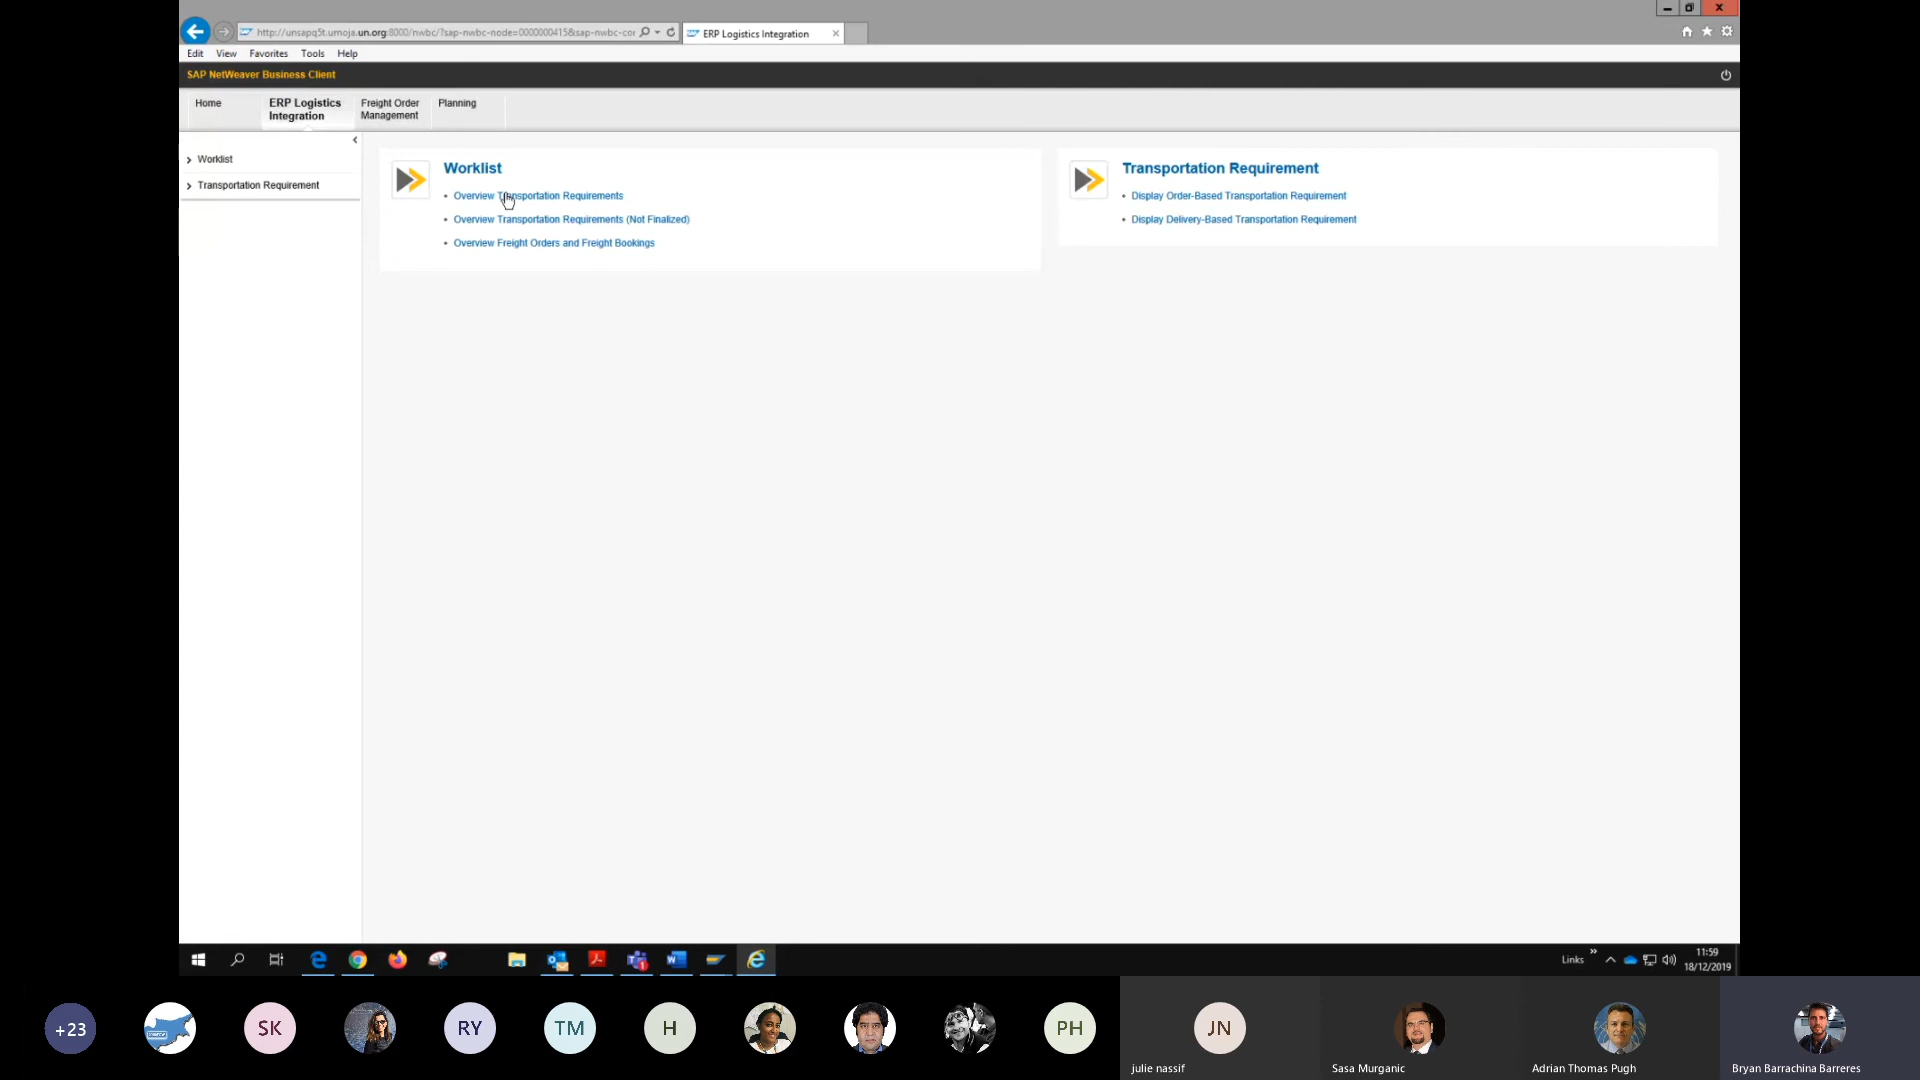 http://unsapq5t.umoja.un.org:8000/nwbc/?sap-nwbc-node=0000000415&sap-nwbc-cor
ERP Logistics Integration
Edit View Favorites Tools Help
SAP NetWeaver Business Client
Home
ERP Logistics
Integration
Freight Order
Management
Planning
Worklist
Transportation Requirement
Worklist
• Overview Transportation Requirements
• Overview Transportation Requirements (Not Finalized)
• Overview Freight Orders and Freight Bookings
Transportation Requirement
• Display Order-Based Transportation Requirement
• Display Delivery-Based Transportation Requirement
Links
11:59
18/12/2019
+23
SK
RY
TM
H
PH
JN
julie nassif
Sasa Murganic
Adrian Thomas Pugh
Bryan Barrachina Barreres